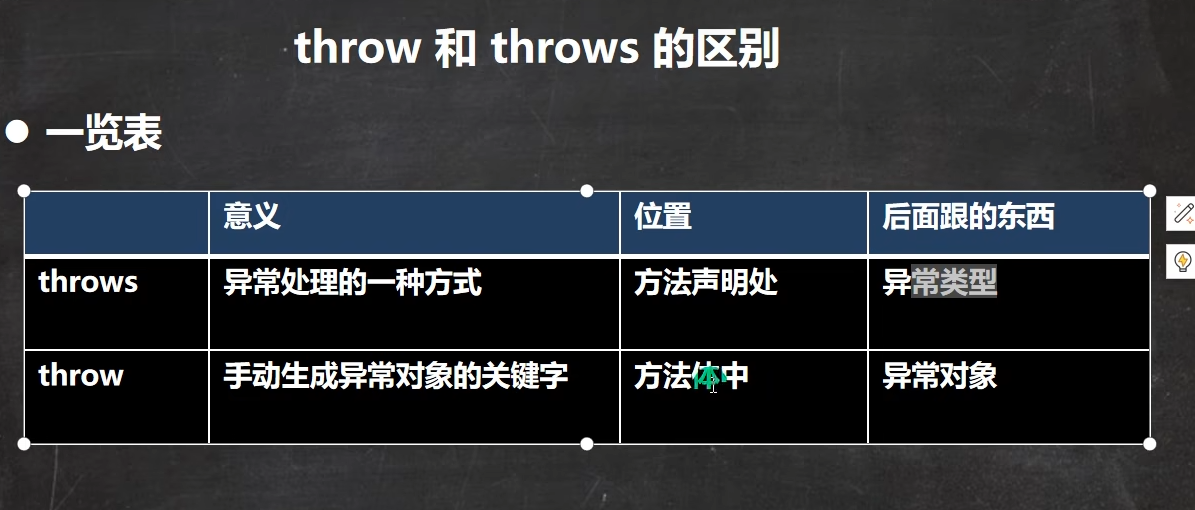 throw 和 throws 的区别
一览表
意义 位置 后面跟的东西
throws 异常处理的一种方式 方法声明处 异常类型
throw 手动生成异常对象的关键字 方法体中 异常对象